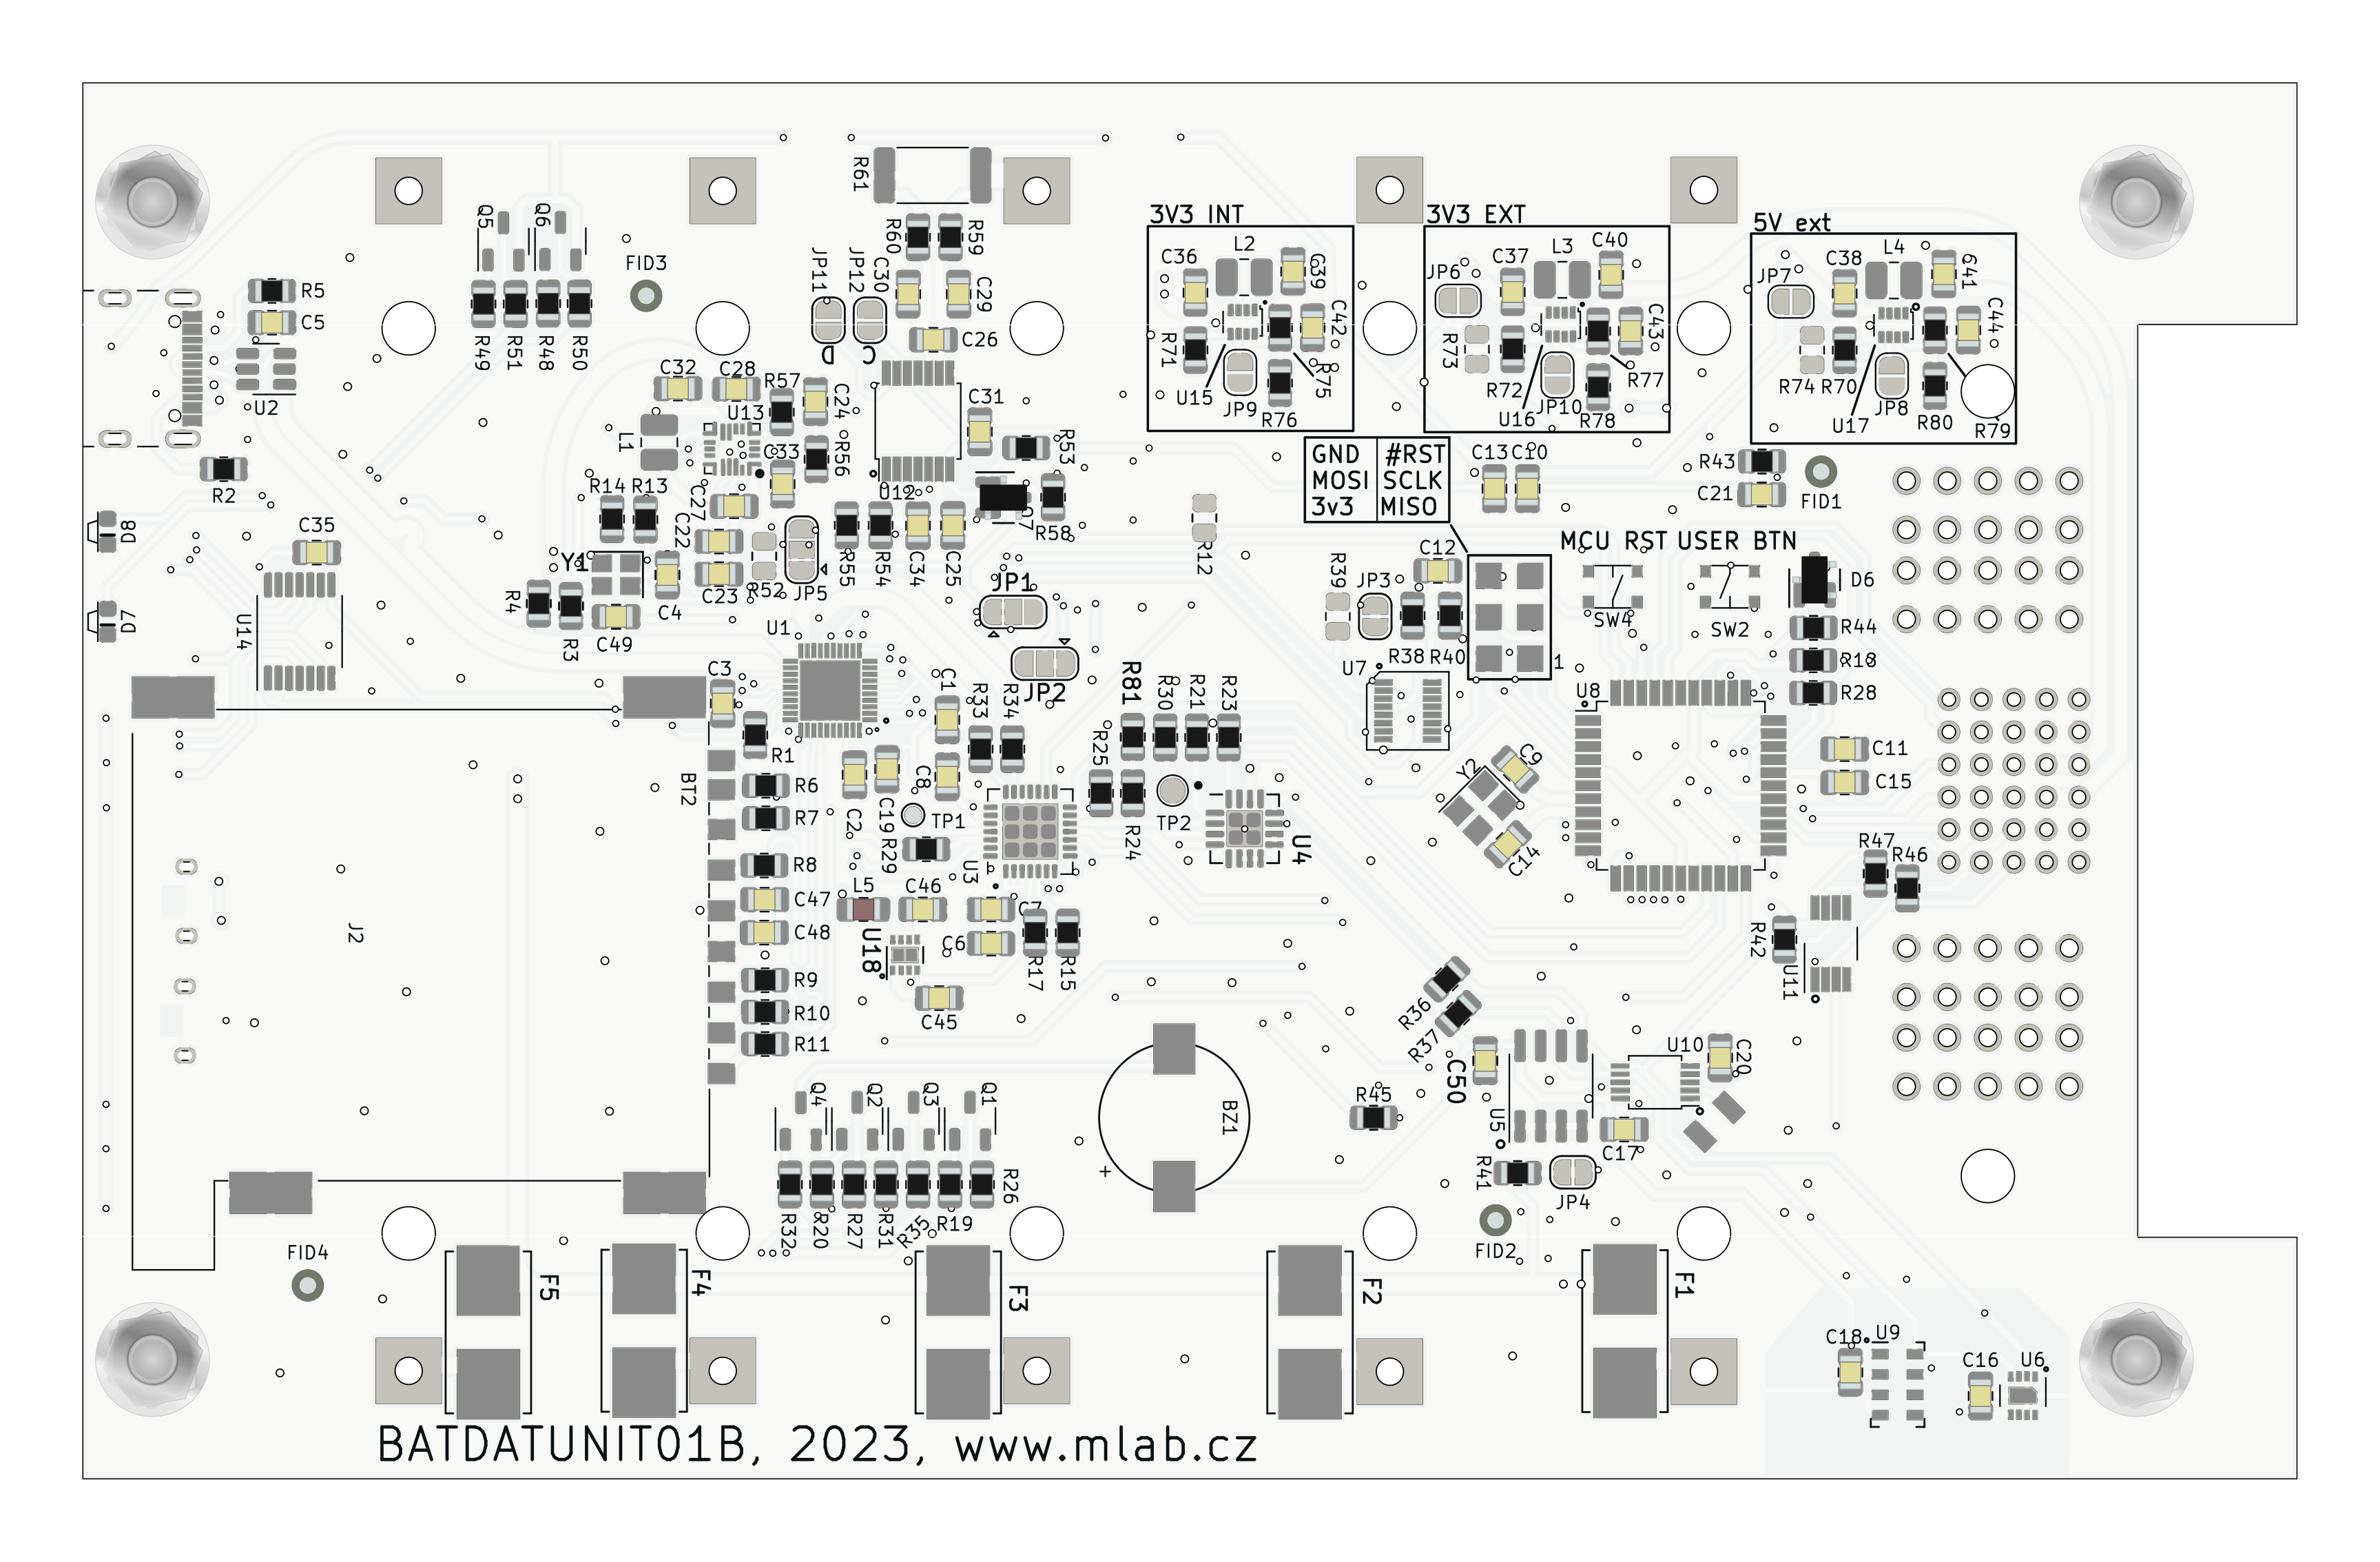 R61
Q5
Q6
R60
R59
3V3 INT
3V3 EXT
5V ext
FID3
JP11
JP12
C30
C29
C36
L2
C39
JP6
C37
L3
C40
JP7
C38
L4
C41
R5
C5
R49
R51
R48
R50
D
C
C26
R71
C42
R73
C43
C44
U2
C32
C28
R57
C24
C31
U15
JP9
R75
R76
R72
U16
JP10
R77
R78
R74
R70
U17
JP8
R80
R79
L1
U13
C33
R56
R53
R2
GND #RST
MOSI SCLK
3v3 MISO
C13
C10
R43
C21
FID1
R14
R13
C27
U12
R58
R12
D8
C35
Y1
C22
C23
R52
JP5
R55
R54
C34
C25
MCU RST
USER BTN
R39
JP3
C12
D6
SW4
SW2
D7
U14
R4
R3
C49
C4
JP1
U1
JP2
R38
R40
1
U7
U8
R44
R18
R28
C3
R1
C1
R33
R34
R81
R30
R21
R23
R25
R24
BT2
R6
R7
C2
C19
C8
TP1
TP2
U4
Y2
C9
C14
C11
C15
R8
R29
U3
R47
R46
J2
C47
C48
L5
C46
C7
C6
U18
R17
R15
R42
U11
R9
R10
R11
C45
R36
R37
C50
U10
C20
Q4
Q2
Q3
Q1
BZ1
+
R45
U5
C17
R41
JP4
R32
R20
R27
R31
R35
R19
R26
FID2
FID4
F5
F4
F3
F2
F1
C18
U9
C16
U6
BATDATUNIT01B, 2023, www.mlab.cz